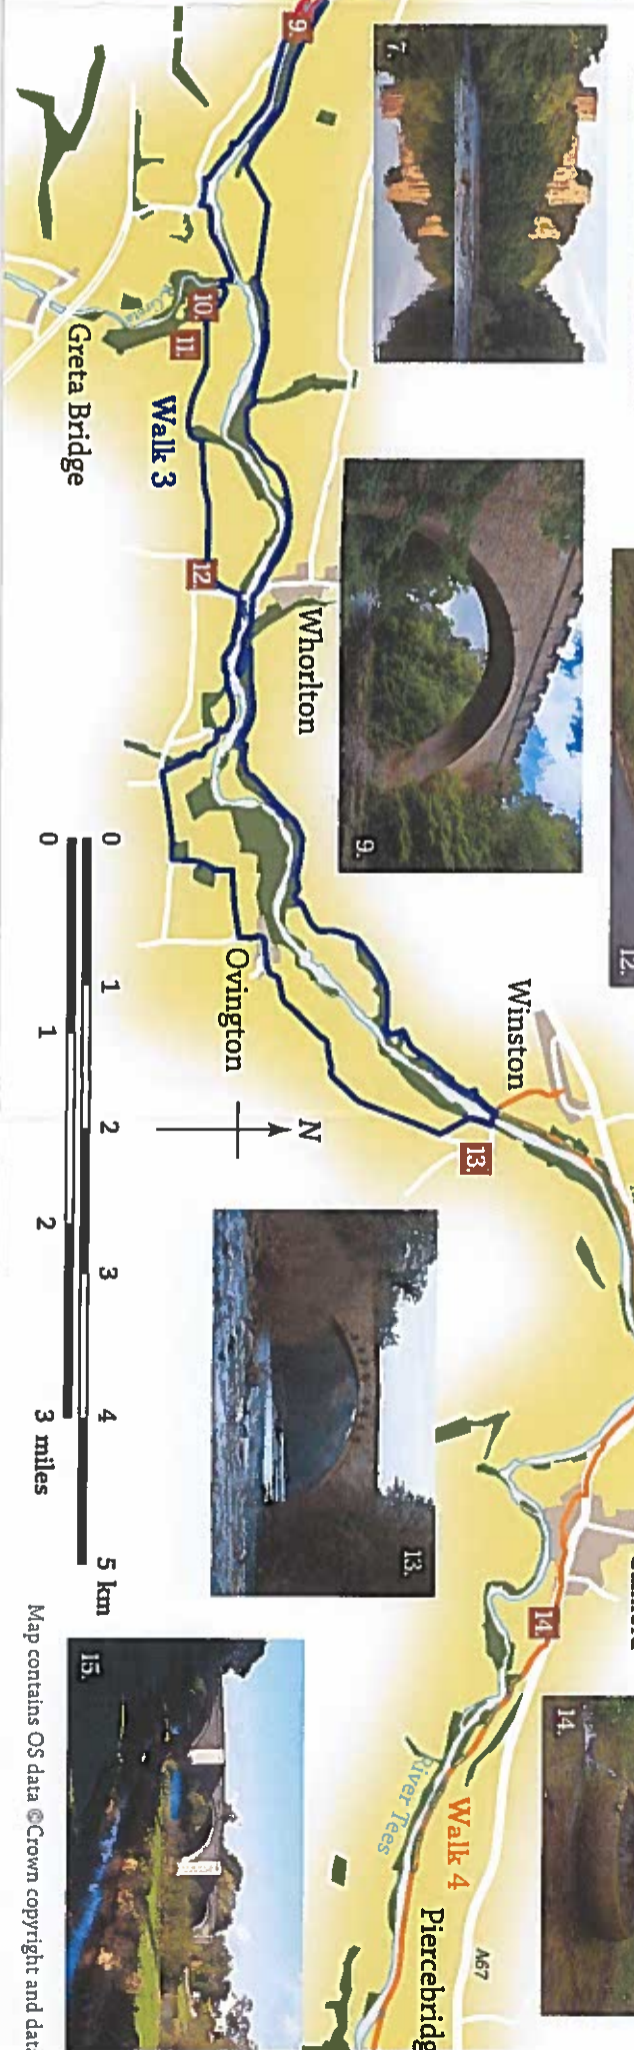 7.
9.
12.
9.
10.
11.
R. Greta
Greta Bridge
Walk 3
12.
Whorlton
Winston
Ovington
N
13.
13.
0 1 2 3 4 5 km
0 1 2 3 miles
14.
14.
River Tees
Walk 4
A67
Piercebridg
15.
Map contains OS data ©Crown copyright and data